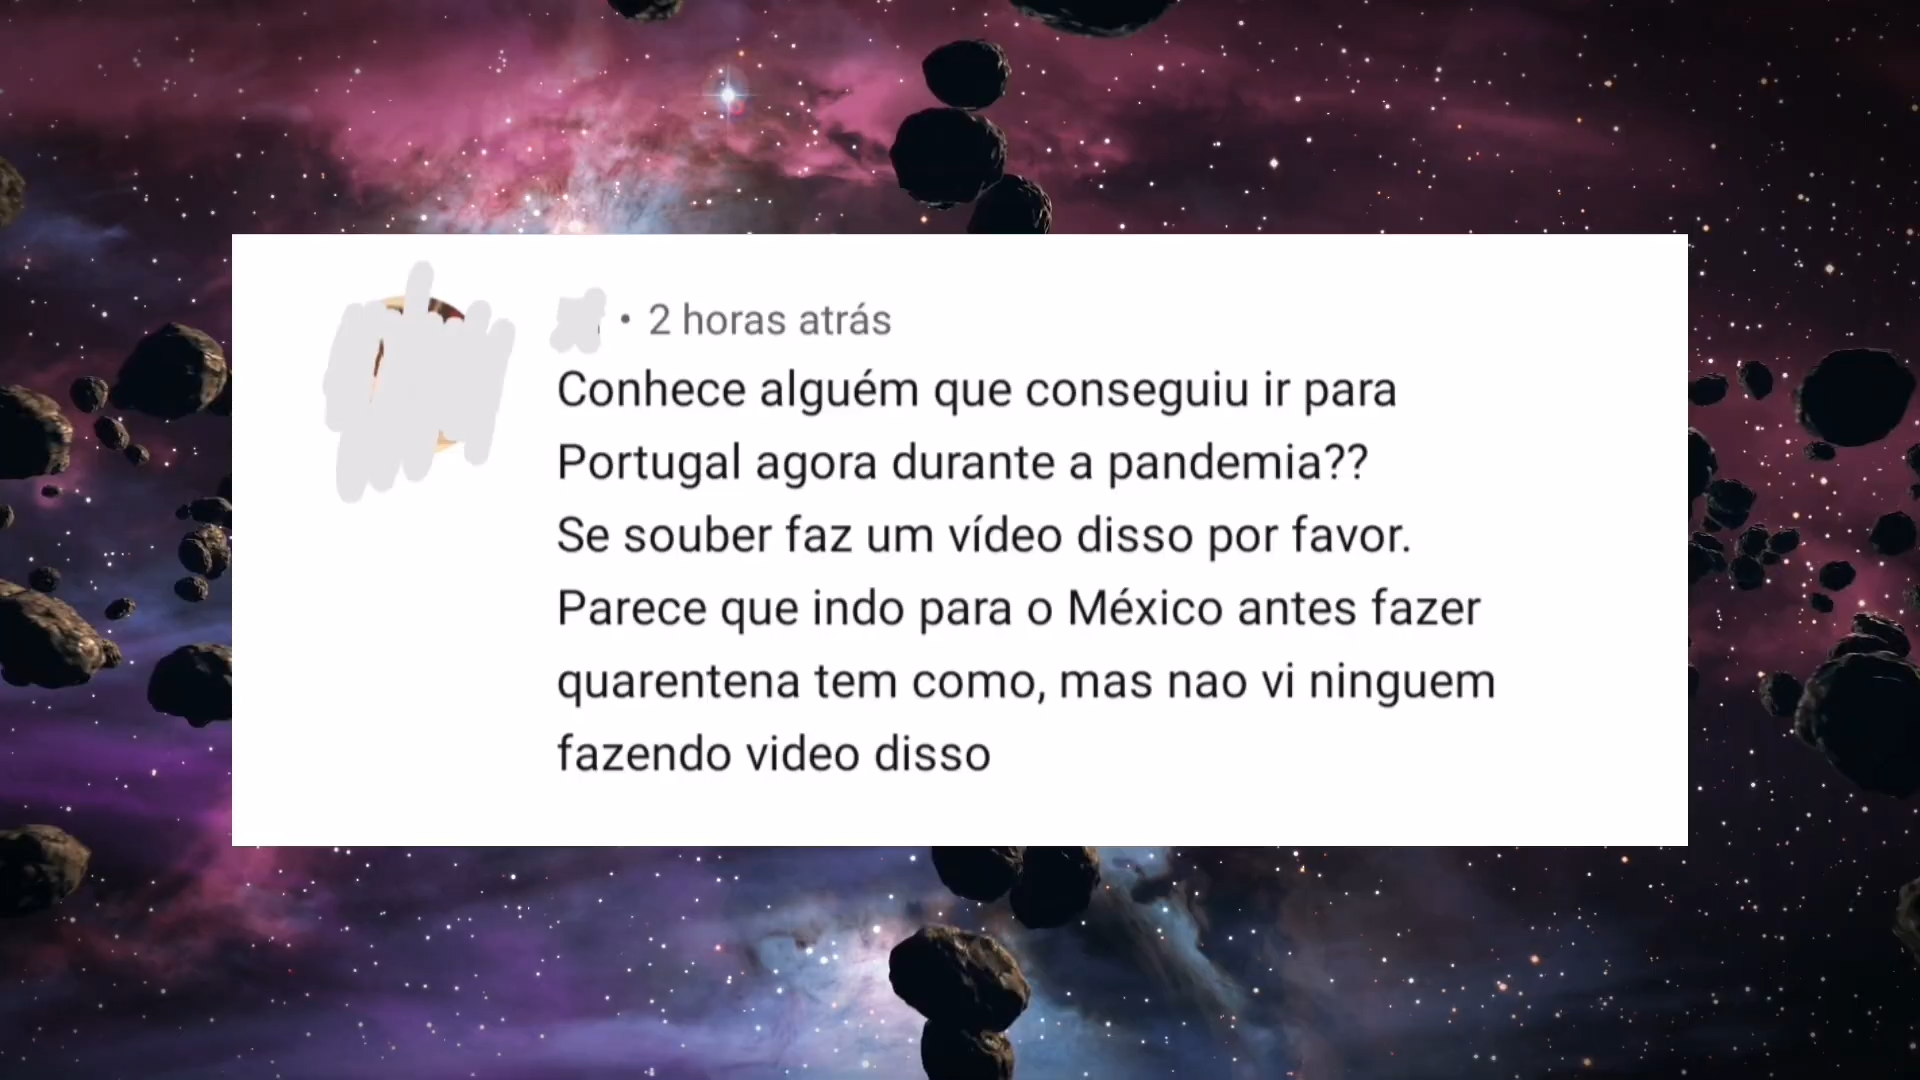 • 2 horas atrás
Conhece alguém que conseguiu ir para
Portugal agora durante a pandemia??
Se souber faz um vídeo disso por favor.
Parece que indo para o México antes fazer
quarentena tem como, mas nao vi ninguem
fazendo video disso